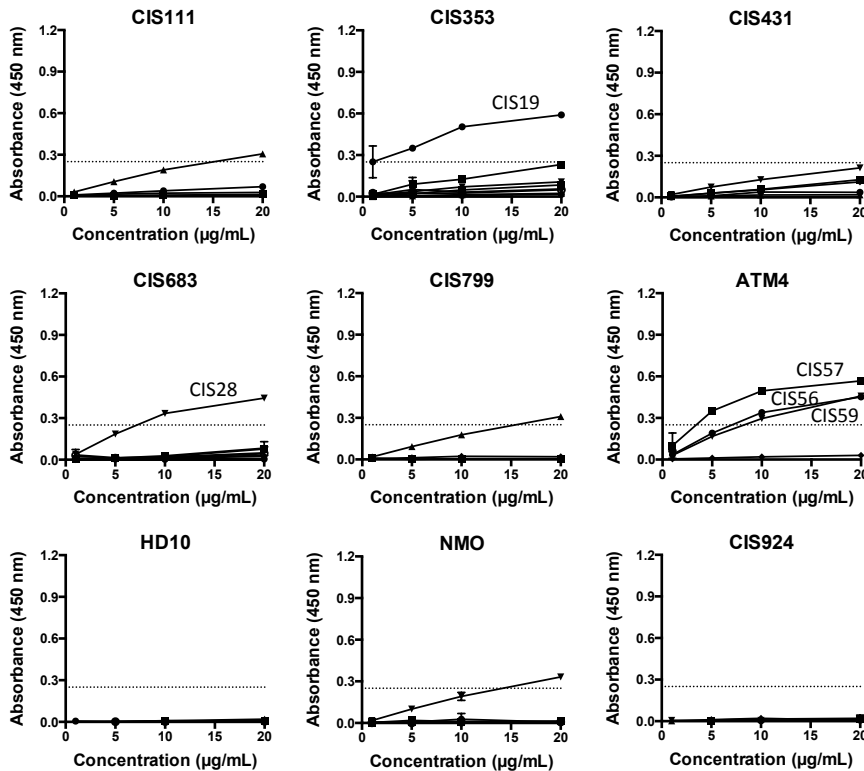 CIS111
Absorbance (450 nm)
1.2
0.9
0.6
0.3
0.0
0 5 10 15 20
Concentration (µg/mL)
CIS353
Absorbance (450 nm)
1.2
0.9
0.6
0.3
0.0
CIS19
0 5 10 15 20
Concentration (µg/mL)
CIS431
Absorbance (450 nm)
1.2
0.9
0.6
0.3
0.0
0 5 10 15 20
Concentration (µg/mL)
CIS683
Absorbance (450 nm)
1.2
0.9
0.6
0.3
0.0
CIS28
0 5 10 15 20
Concentration (µg/mL)
CIS799
Absorbance (450 nm)
1.2
0.9
0.6
0.3
0.0
0 5 10 15 20
Concentration (µg/mL)
ATM4
Absorbance (450 nm)
1.2
0.9
0.6
0.3
0.0
CIS57
CIS56
CIS59
0 5 10 15 20
Concentration (µg/mL)
HD10
Absorbance (450 nm)
1.2
0.9
0.6
0.3
0.0
0 5 10 15 20
Concentration (µg/mL)
NMO
Absorbance (450 nm)
1.2
0.9
0.6
0.3
0.0
0 5 10 15 20
Concentration (µg/mL)
CIS924
Absorbance (450 nm)
1.2
0.9
0.6
0.3
0.0
0 5 10 15 20
Concentration (µg/mL)